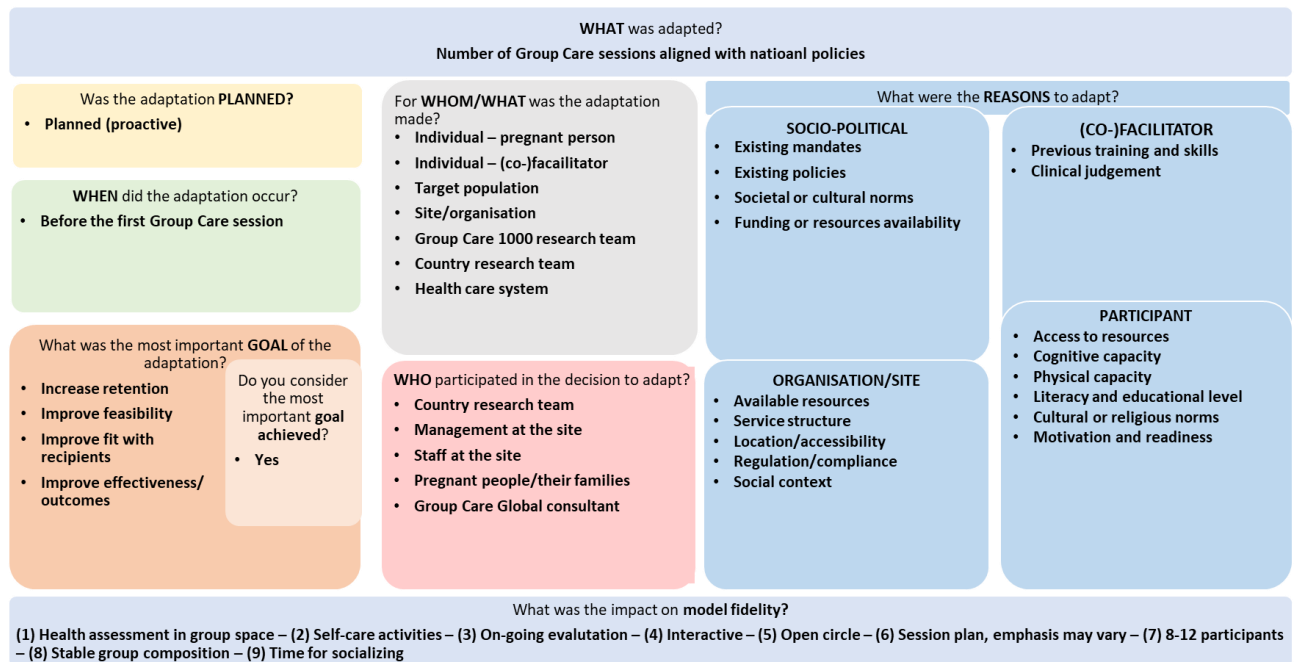 WHAT was adapted?
Number of Group Care sessions aligned with natioanl policies
Was the adaptation PLANNED?
• Planned (proactive)
WHEN did the adaptation occur?
• Before the first Group Care session
What was the most important GOAL of the
adaptation?
• Increase retention
• Improve feasibility
• Improve fit with
recipients
• Improve effectiveness/
outcomes
Do you consider
the most
important goal
achieved?
• Yes
For WHOM/WHAT was the adaptation
made?
• Individual – pregnant person
• Individual – (co-)facailitator
• Target population
• Site/organisation
• Group Care 1000 research team
• Country research team
• Health care system
WHO participated in the decision to adapt?
• Country research team
• Management at the site
• Staff at the site
• Pregnant people/their families
• Group Care Global consultant
What were the REASONS to adapt?
SOCIO-POLITICAL
• Existing mandates
• Existing policies
• Societal or cultural norms
• Funding or resources availability
(CO-)FACILITATOR
• Previous training and skills
• Clinical judgement
ORGANISATION/SITE
• Available resources
• Service structure
• Location/accessibility
• Regulation/compliance
• Social context
PARTICIPANT
• Access to resources
• Cognitive capacity
• Physical capacity
• Literacy and educational level
• Cultural or religious norms
• Motivation and readiness
What was the impact on model fidelity?
(1) Health assessment in group space – (2) Self-care activities – (3) On-going evalutation – (4) Interactive – (5) Open circle – (6) Session plan, emphasis may vary – (7) 8-12 participants
– (8) Stable group composition – (9) Time for socializing